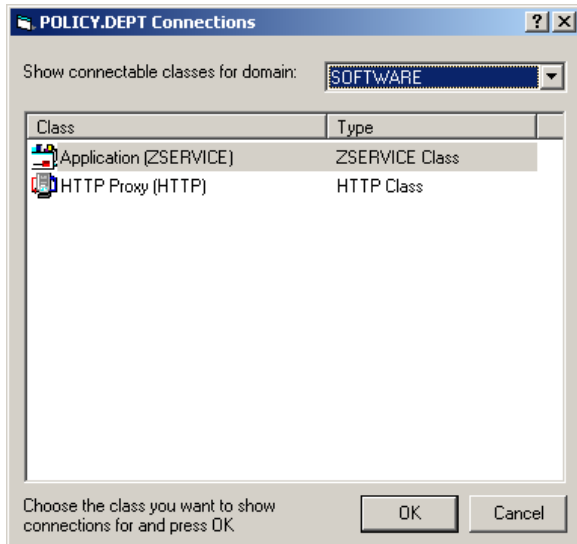 POLICY.DEPT Connections
Show connectable classes for domain: SOFTWARE
Class Type
Application (ZSERVICE) ZSERVICE Class
HTTP Proxy (HTTP) HTTP Class
Choose the class you want to show
connections for and press OK
OK Cancel